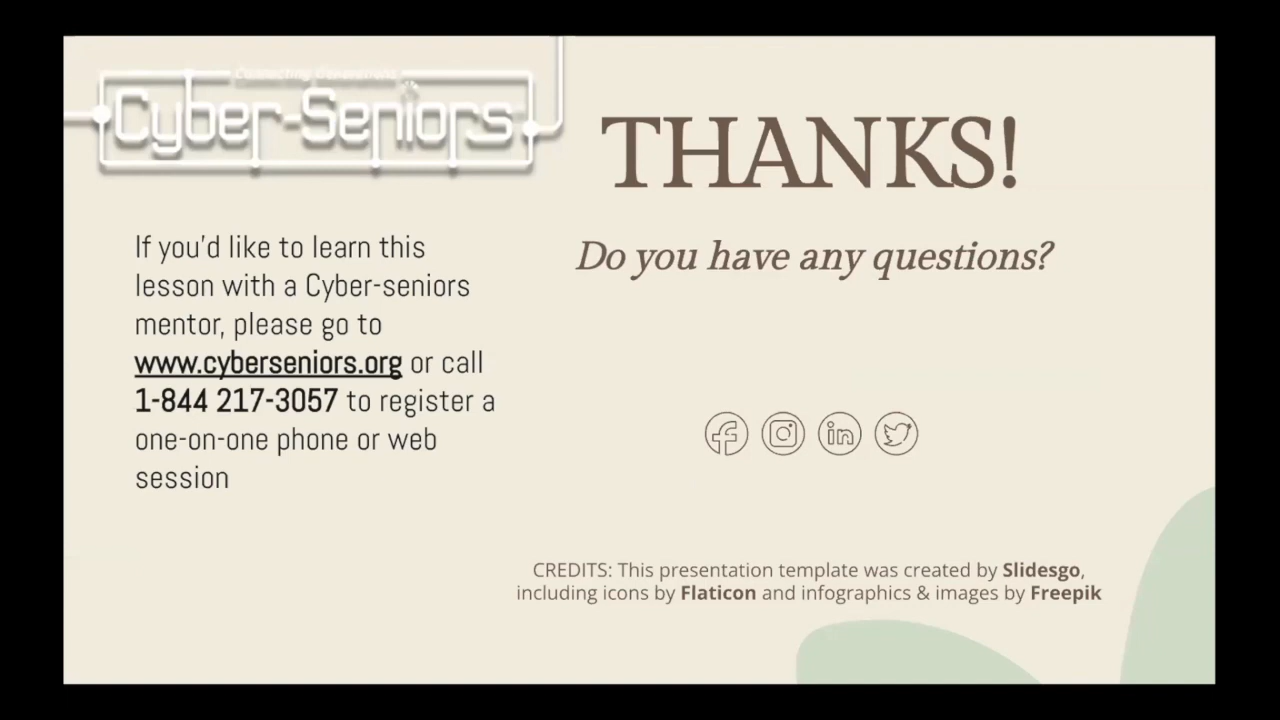 Connecting Generations
Cyber-Seniors
THANKS!
Do you have any questions?
If you'd like to learn this
lesson with a Cyber-seniors
mentor, please go to
www.cyberseniors.org or call
1-844 217-3057 to register a
one-on-one phone or web
session
CREDITS: This presentation template was created by Slidesgo,
including icons by Flaticon and infographics & images by Freepik